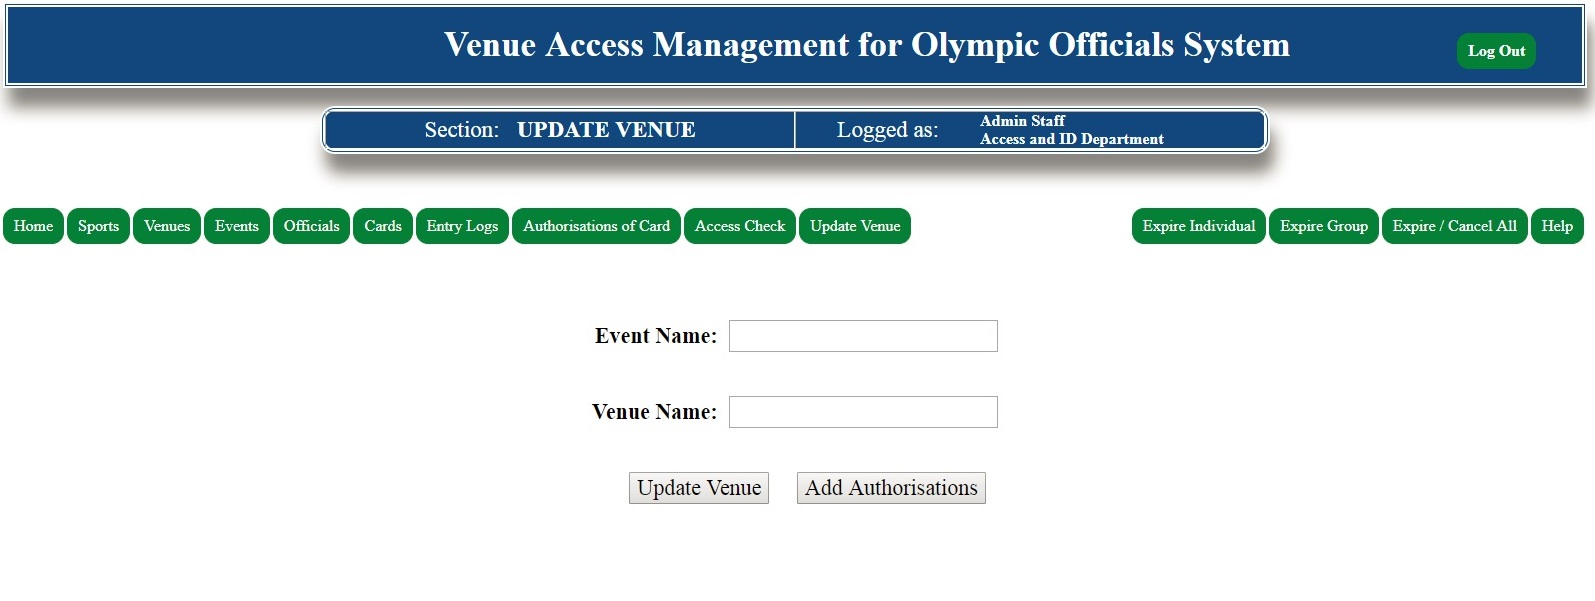 Venue Access Management for Olympic Officials System
Log Out
Section: UPDATE VENUE
Logged as:
Admin Staff
Access and ID Department
Home Sports Venues Events Officials Cards Entry Logs Authorisations of Card Access Check Update Venue Expire Individual Expire Group Expire / Cancel All Help
Event Name:
Venue Name:
Update Venue Add Authorisations